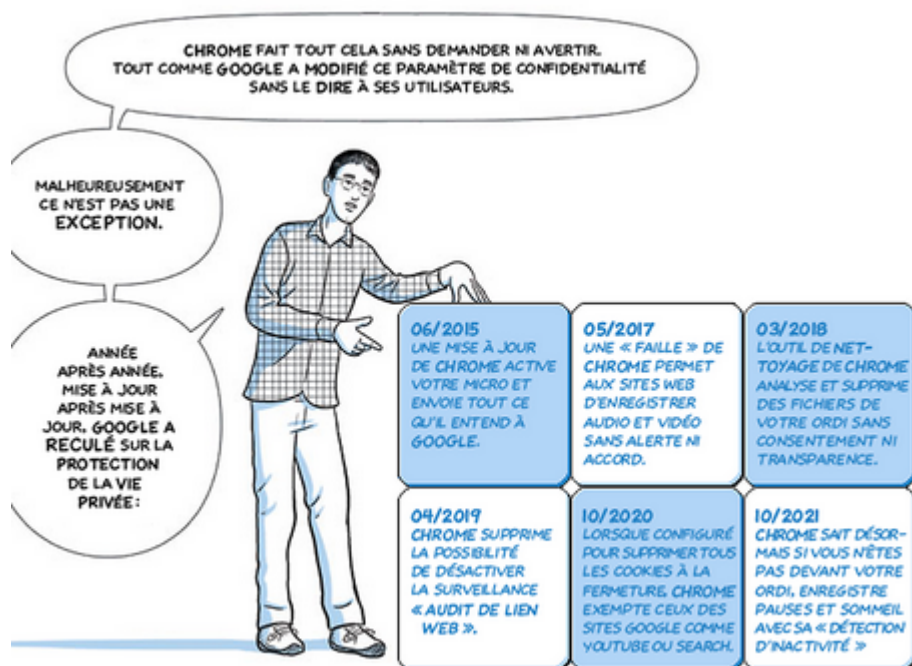 CHROME FAIT TOUT CELA SANS DEMANDER NI AVERTIR.
TOUT COMME GOOGLE A MODIFIÉ CE PARAMÈTRE DE CONFIDENTIALITÉ
SANS LE DIRE À SES UTILISATEURS.
MALHEUREUSEMENT
CE N'EST PAS UNE
EXCEPTION.
ANNÉE
APRÈS ANNÉE,
MISE À JOUR
APRÈS MISE À
JOUR, GOOGLE A
RECULÉ SUR LA
PROTECTION
DE LA VIE
PRIVÉE :
06/2015
UNE MISE À JOUR
DE CHROME ACTIVE
VOTRE MICRO ET
ENVOIE TOUT CE
QU'IL ENTEND À
GOOGLE.
05/2017
UNE « FAILLE » DE
CHROME PERMET
AUX SITES WEB
D'ENREGISTRER
AUDIO ET VIDÉO
SANS ALERTE NI
ACCORD.
03/2018
L'OUTIL DE NET-
TOYAGE DE CHROME
ANALYSE ET SUPPRIME
DES FICHIERS DE
VOTRE ORDI SANS
CONSENTEMENT NI
TRANSPARENCE.
04/2019
CHROME SUPPRIME
LA POSSIBILITÉ
DE DÉSACTIVER
LA SURVEILLANCE
« AUDIT DE LIEN
WEB ».
10/2020
LORSQUE CONFIGURÉ
POUR SUPPRIMER TOUS
LES COOKIES À LA
FERMETURE, CHROME
EXEMPTE CEUX DES
SITES GOOGLE COMME
YOUTUBE OU SEARCH.
10/2021
CHROME SAIT DÉSOR-
MAIS SI VOUS N'ÊTES
PAS DEVANT VOTRE
ORDI, ENREGISTRE
PAUSES ET SOMMEIL
AVEC SA « DÉTECTION
D'INACTIVITÉ »